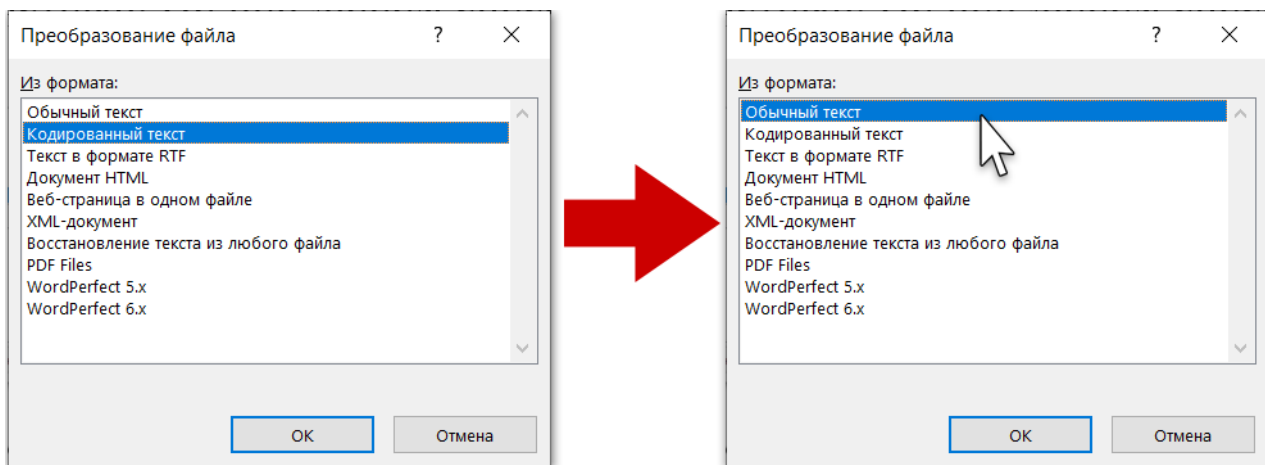 Преобразование файла ? ×
Из формата:
Обычный текст
Кодированный текст
Текст в формате RTF
Документ HTML
Веб-страница в одном файле
XML-документ
Восстановление текста из любого файла
PDF Files
WordPerfect 5.x
WordPerfect 6.x
ОК Отмена
Преобразование файла ? ×
Из формата:
Обычный текст
Кодированный текст
Текст в формате RTF
Документ HTML
Веб-страница в одном файле
XML-документ
Восстановление текста из любого файла
PDF Files
WordPerfect 5.x
WordPerfect 6.x
ОК Отмена